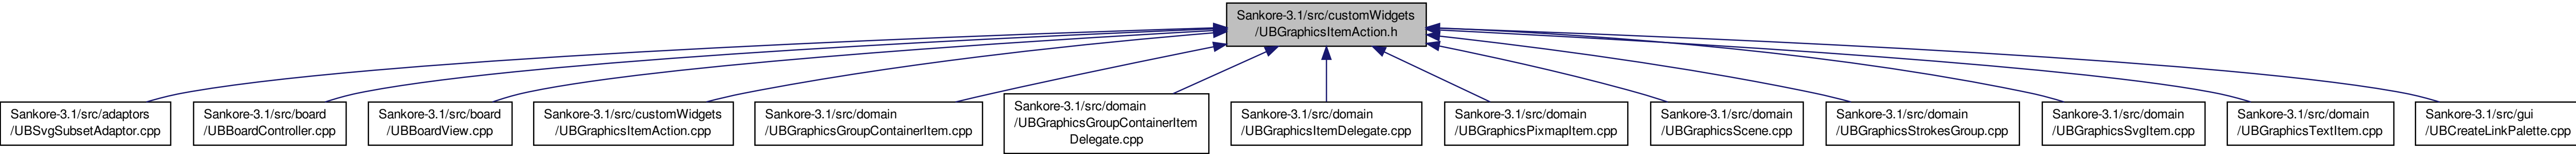 Sankore-3.1/src/customWidgets
/UBGraphicsItemAction.h
Sankore-3.1/src/adaptors
/UBSvgSubsetAdaptor.cpp
Sankore-3.1/src/board
/UBBoardController.cpp
Sankore-3.1/src/board
/UBBoardView.cpp
Sankore-3.1/src/customWidgets
/UBGraphicsItemAction.cpp
Sankore-3.1/src/domain
/UBGraphicsGroupContainerItem.cpp
Sankore-3.1/src/domain
/UBGraphicsGroupContainerItem
Delegate.cpp
Sankore-3.1/src/domain
/UBGraphicsItemDelegate.cpp
Sankore-3.1/src/domain
/UBGraphicsPixmapItem.cpp
Sankore-3.1/src/domain
/UBGraphicsScene.cpp
Sankore-3.1/src/domain
/UBGraphicsStrokesGroup.cpp
Sankore-3.1/src/domain
/UBGraphicsSvgItem.cpp
Sankore-3.1/src/domain
/UBGraphicsTextItem.cpp
Sankore-3.1/src/gui
/UBCreateLinkPalette.cpp